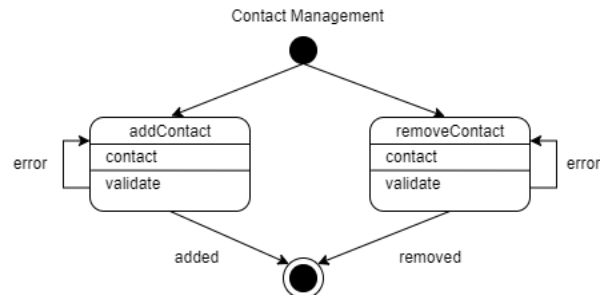 Contact Management
addContact
contact
validate
error
added
removeContact
contact
validate
error
removed